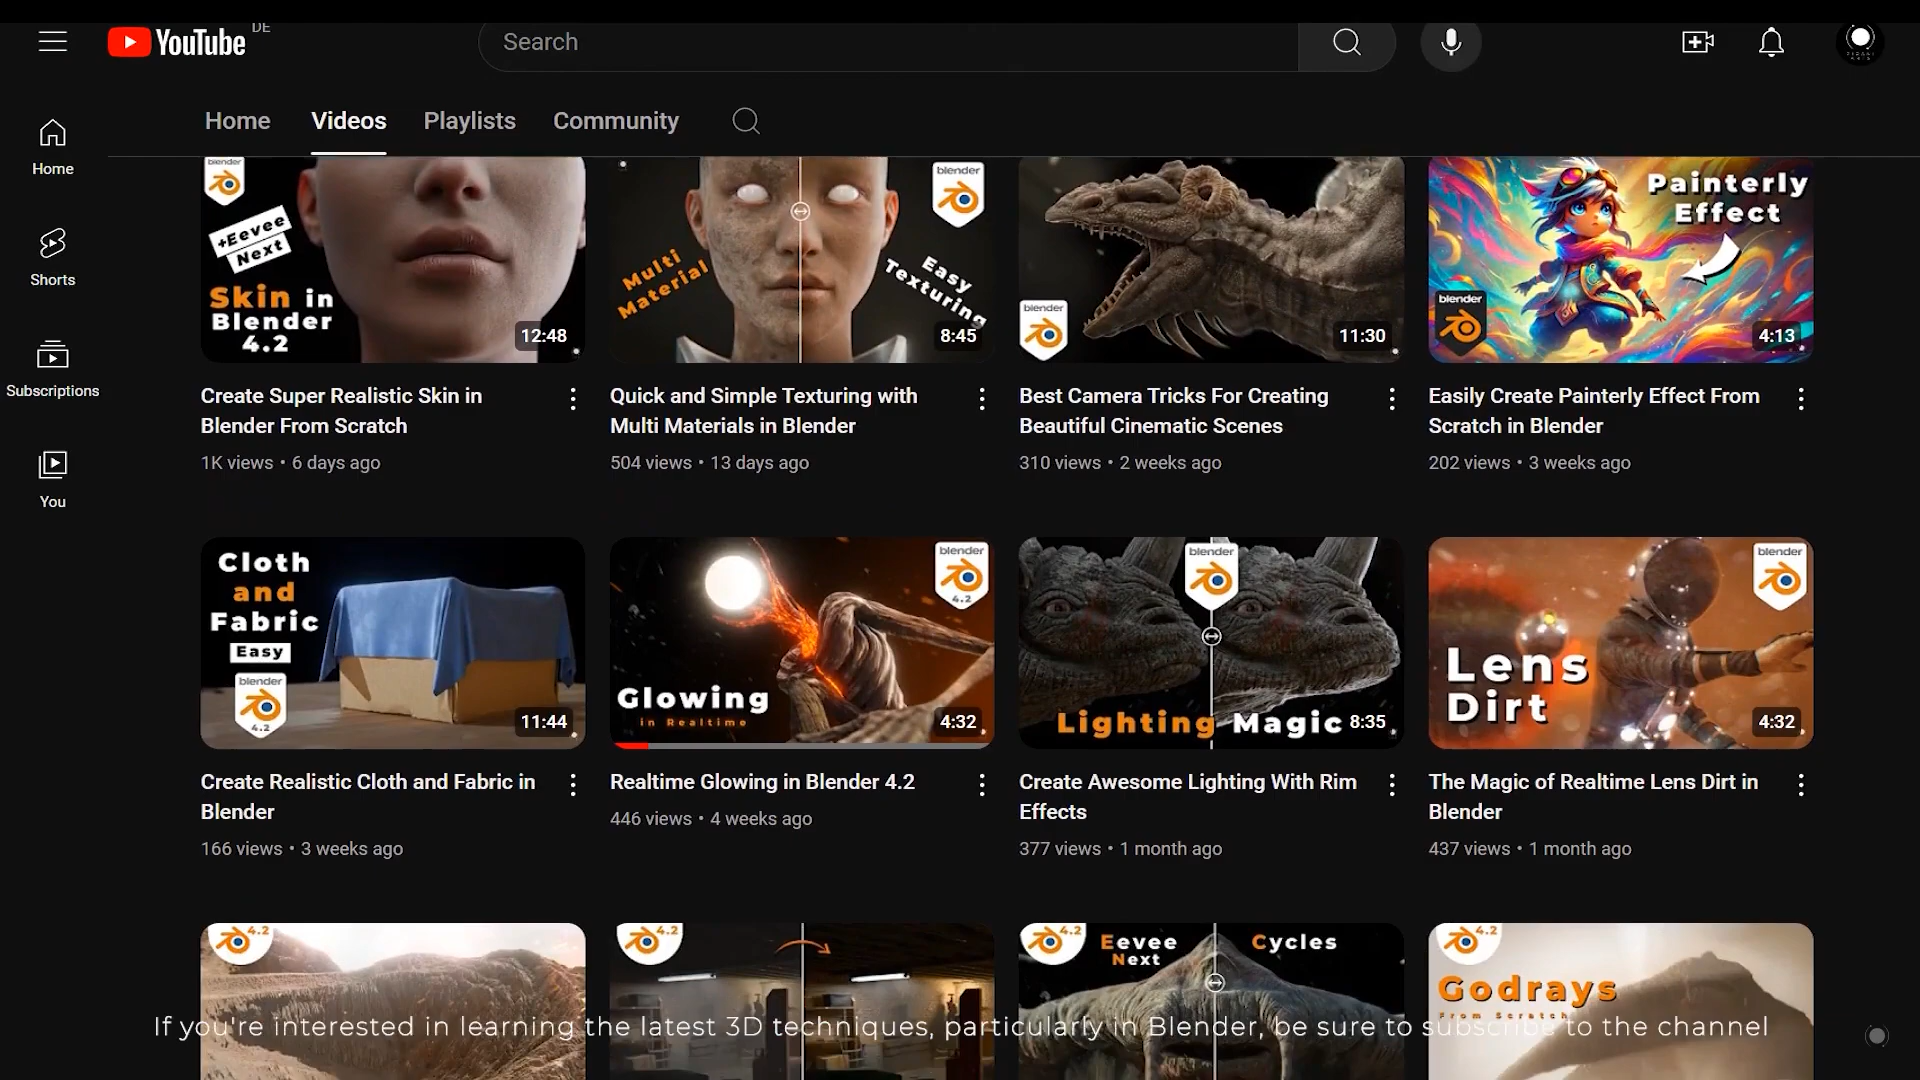 DE
YouTube
Search
Home
Videos
Playlists
Community
Home
Shorts
Subscriptions
You
blender
+Eevee
Next
Skin in
Blender
4.2
12:48
Multi
Material
blender
Easy
Texturing
8:45
blender
11:30
Painterly
Effect
blender
4:13
Create Super Realistic Skin in
Blender From Scratch
1K views • 6 days ago
Quick and Simple Texturing with
Multi Materials in Blender
504 views • 13 days ago
Best Camera Tricks For Creating
Beautiful Cinematic Scenes
310 views • 2 weeks ago
Easily Create Painterly Effect From
Scratch in Blender
202 views • 3 weeks ago
Cloth
and
Fabric
Easy
blender
4.2
11:44
blender
4.2
Glowing
in Realtime
4:32
blender
Lighting Magic
8:35
blender
Lens
Dirt
4:32
Create Realistic Cloth and Fabric in
Blender
166 views • 3 weeks ago
Realtime Glowing in Blender 4.2
446 views • 4 weeks ago
Create Awesome Lighting With Rim
Effects
377 views • 1 month ago
The Magic of Realtime Lens Dirt in
Blender
437 views • 1 month ago
4.2
4.2
4.2
Eevee
Next
Cycles
4.2
Godrays
From Scratch
If you're interested in learning the latest 3D techniques, particularly in Blender, be sure to subscribe to the channel